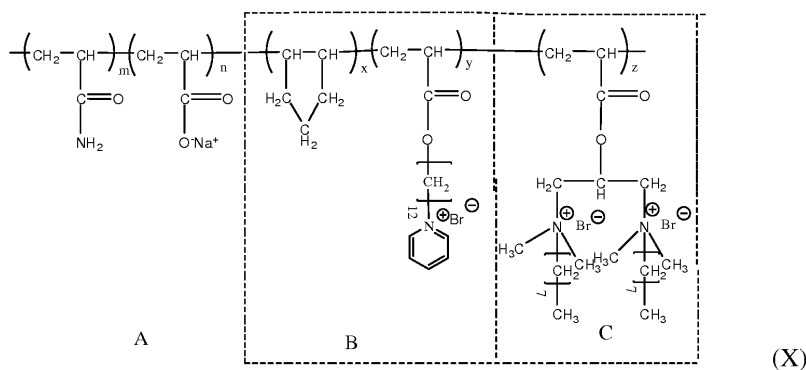 CH₂ CH m CH₂ CH n CH CH x CH₂ CH y CH₂ CH z
H₂C CH₂
C O C O C C O C O
H₂
NH₂ O⁻Na⁺ O O
H₂C C CH₂
H
CH₂
12
⊕ Br ⊖ ⊕ Br ⊖ ⊕ Br ⊖
N N N
H₃C CH₃ H₃C CH₃
CH₂ CH₂
7 7
CH₃ CH₃
A B C
(X)